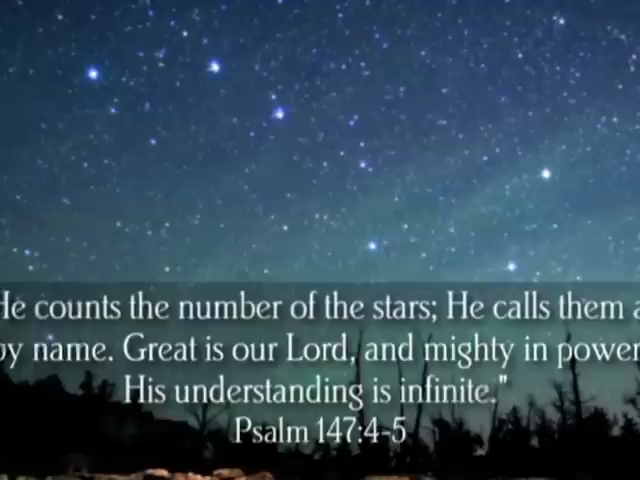 He counts the number of the stars; He calls them a
by name. Great is our Lord, and mighty in power
His understanding is infinite."
Psalm 147:4-5